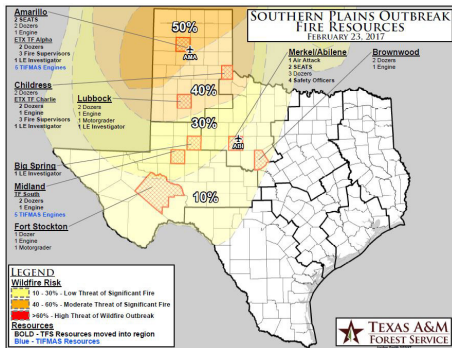 SOUTHERN PLAINS OUTBREAK
FIRE RESOURCES
FEBRUARY 23, 2017
Amarillo
2 SEATS
2 Dozers
1 Engine
ETX TF Alpha
2 Dozers
3 Fire Supervisors
1 LE Investigator
5 TIFMAS Engines
Childress
2 Dozers
ETX TF Charlie
2 Dozers
1 Engine
3 Fire Supervisors
1 LE Investigator
Lubbock
2 Dozers
1 Engine
1 Motorgrader
1 LE Investigator
Merkel/Abilene
1 Air Attack
2 SEATS
3 Dozers
4 Safety Officers
Brownwood
2 Dozers
1 Engine
Big Spring
1 LE Investigator
Midland
TF South
2 Dozers
1 Engine
5 TIFMAS Engines
Fort Stockton
1 Dozer
1 Engine
1 Motorgrader
50%
AMA
40%
30%
ABI
10%
LEGEND
Wildfire Risk
10 - 30% - Low Threat of Significant Fire
40 - 60% - Moderate Threat of Significant Fire
>60% - High Threat of Wildfire Outbreak
Resources
BOLD - TFS Resources moved into region
Blue - TIFMAS Resources
TEXAS A&M
FOREST SERVICE